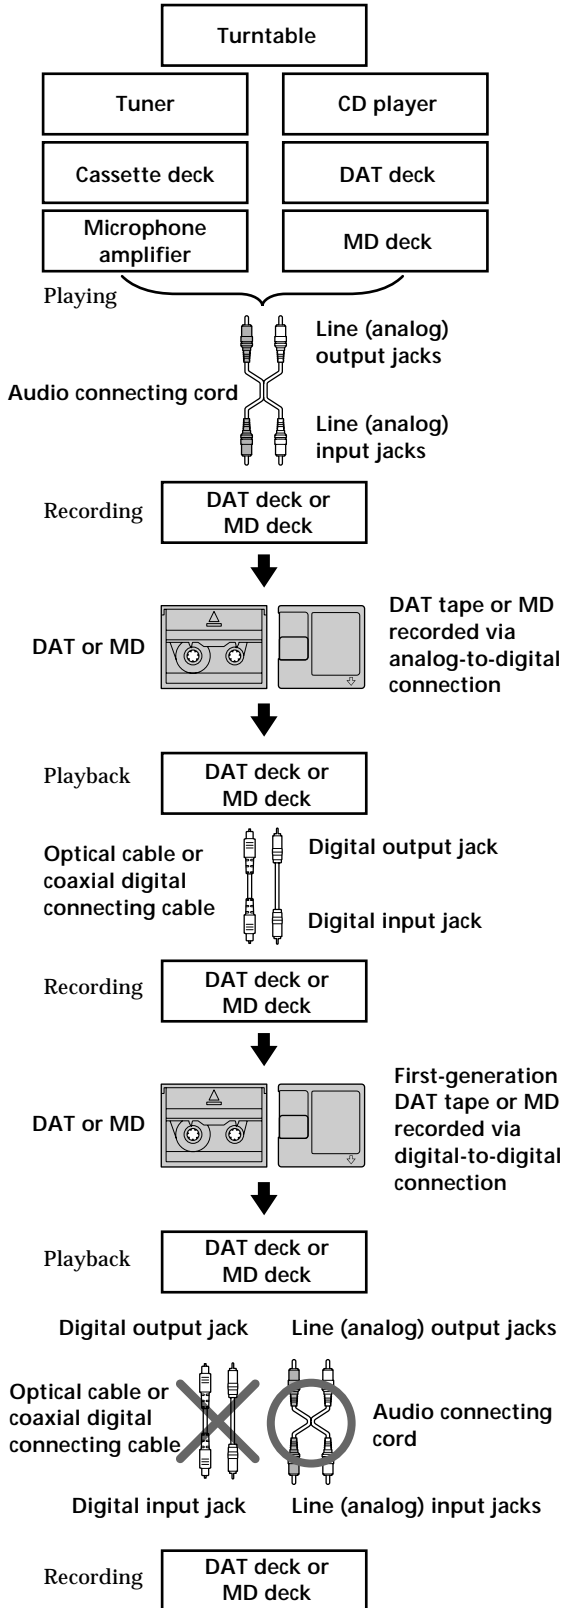 Turntable
Tuner
CD player
Cassette deck
DAT deck
Microphone
amplifier
MD deck
Playing
Line (analog)
output jacks
Audio connecting cord
Line (analog)
input jacks
Recording
DAT deck or
MD deck
DAT or MD
DAT tape or MD
recorded via
analog-to-digital
connection
Playback
DAT deck or
MD deck
Optical cable or
coaxial digital
connecting cable
Digital output jack
Digital input jack
Recording
DAT deck or
MD deck
DAT or MD
First-generation
DAT tape or MD
recorded via
digital-to-digital
connection
Playback
DAT deck or
MD deck
Digital output jack
Line (analog) output jacks
Optical cable or
coaxial digital
connecting cable
Audio connecting
cord
Digital input jack
Line (analog) input jacks
Recording
DAT deck or
MD deck